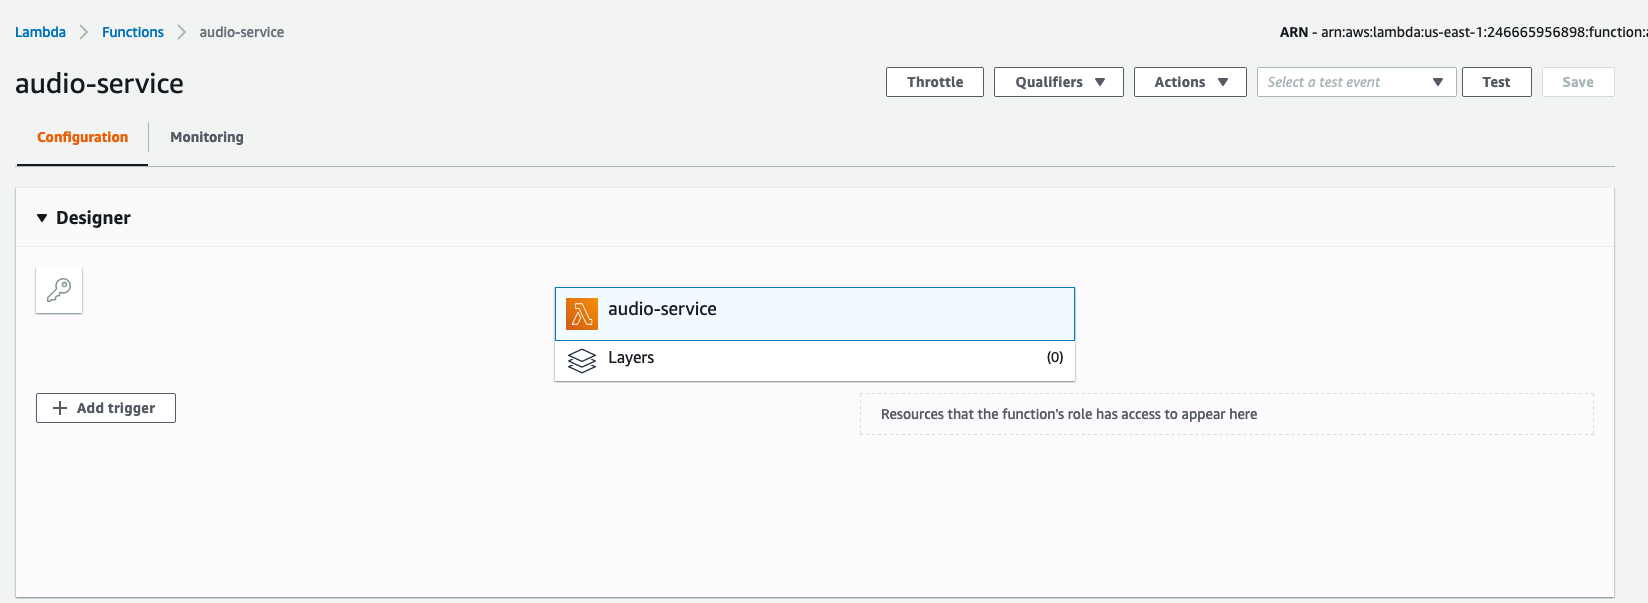 Lambda > Functions > audio-service
ARN - arn:aws:lambda:us-east-1:246665956898:function:a
audio-service
Throttle
Qualifiers
Actions
Select a test event
Test
Save
Configuration
Monitoring
Designer
audio-service
Layers
(0)
+ Add trigger
Resources that the function's role has access to appear here